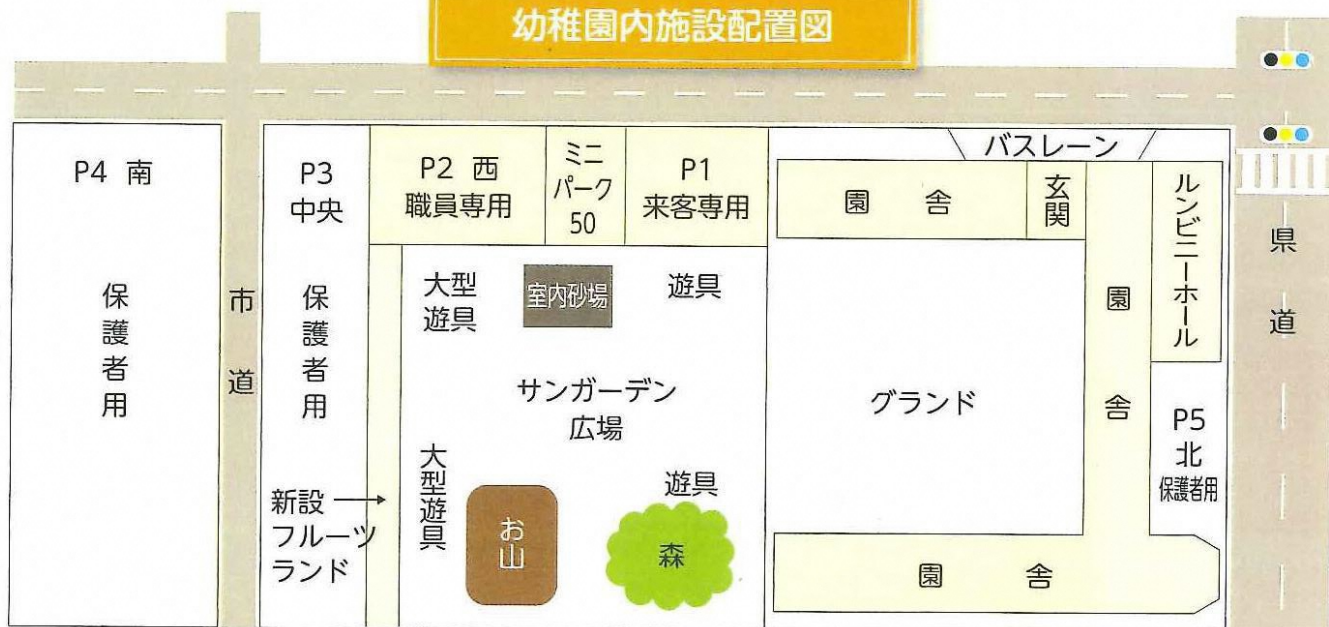 幼稚園内施設配置図
P4 南
保護者用
市道
P3
中央
保護者用
新設
フルーツ
ランド
P2 西
職員専用
ミニ
パーク
50
P1
来客専用
大型
遊具
室内砂場
遊具
サンガーデン
広場
大型遊具
お山
遊具
森
バスレーン
園舎
玄関
グランド
園舎
園舎
ルンビニーホール
P5
北
保護者用
県道